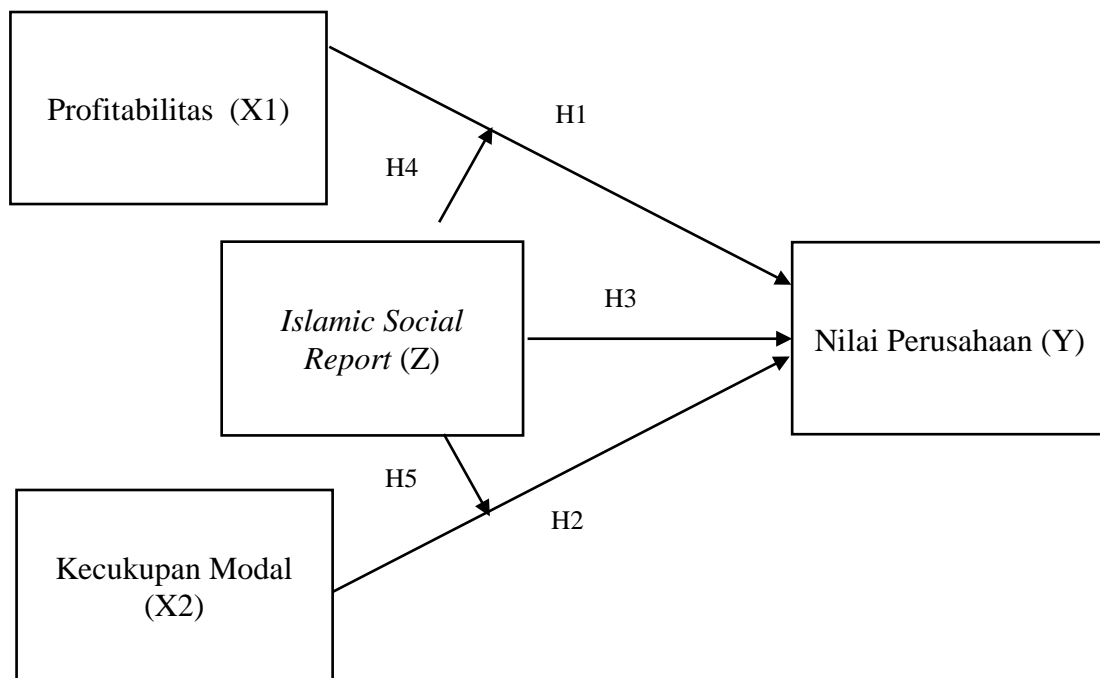 Profitabilitas (X1)
H1
H4
Islamic Social
Report (Z)
H3
Nilai Perusahaan (Y)
H5
H2
Kecukupan Modal
(X2)